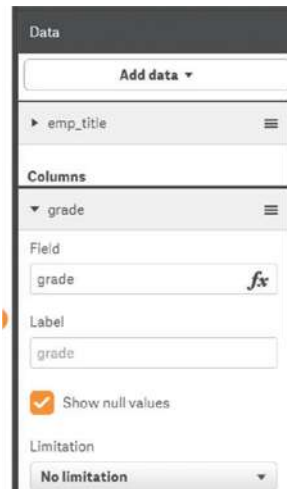 Data
Add data
emp_title
Columns
grade
Field
grade fx
Label
grade
Show null values
Limitation
No limitation